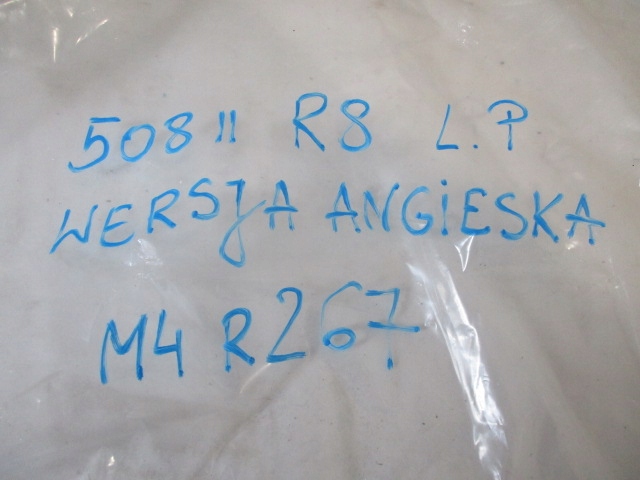 508 II R8 L.P
WERSJA ANGIESKA
M4 R267